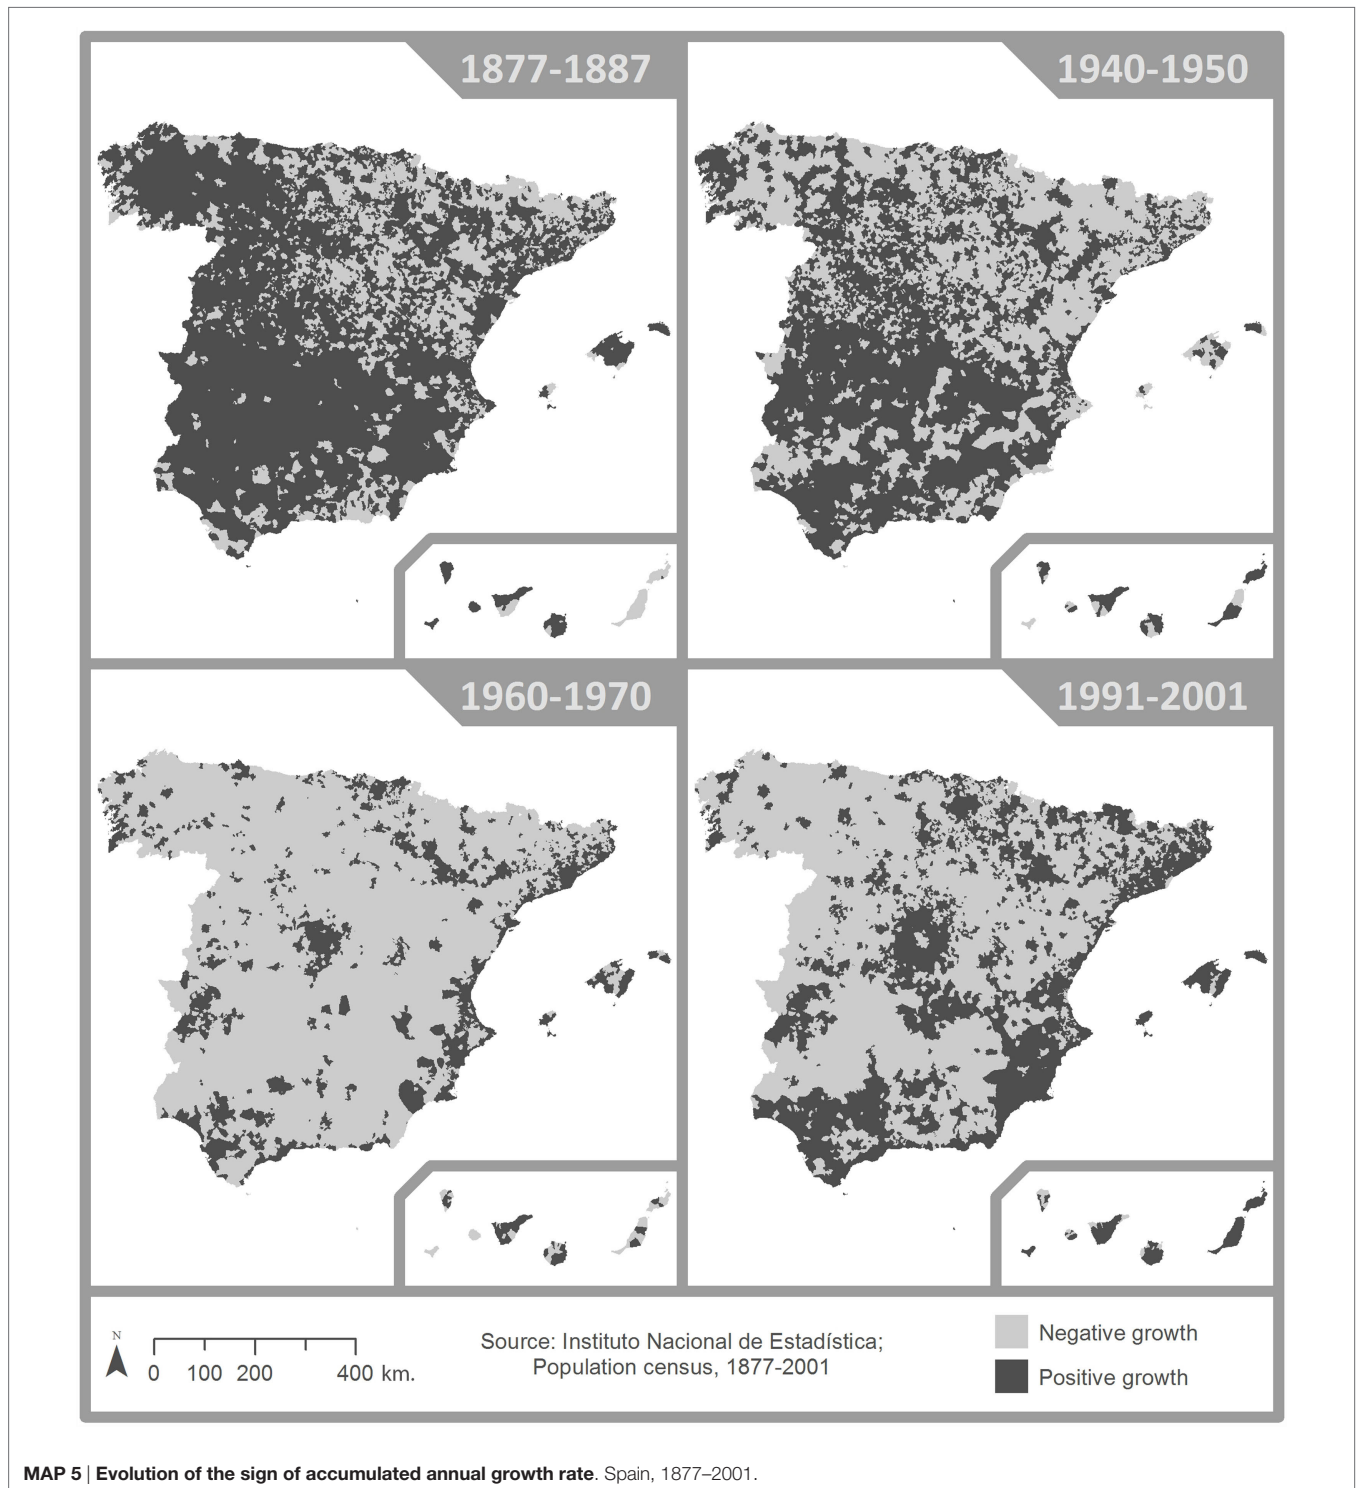 1877-1887
1940-1950
1960-1970
1991-2001
N
0 100 200 400 km.
Source: Instituto Nacional de Estadística;
Population census, 1877-2001
Negative growth
Positive growth
MAP 5 | Evolution of the sign of accumulated annual growth rate. Spain, 1877–2001.